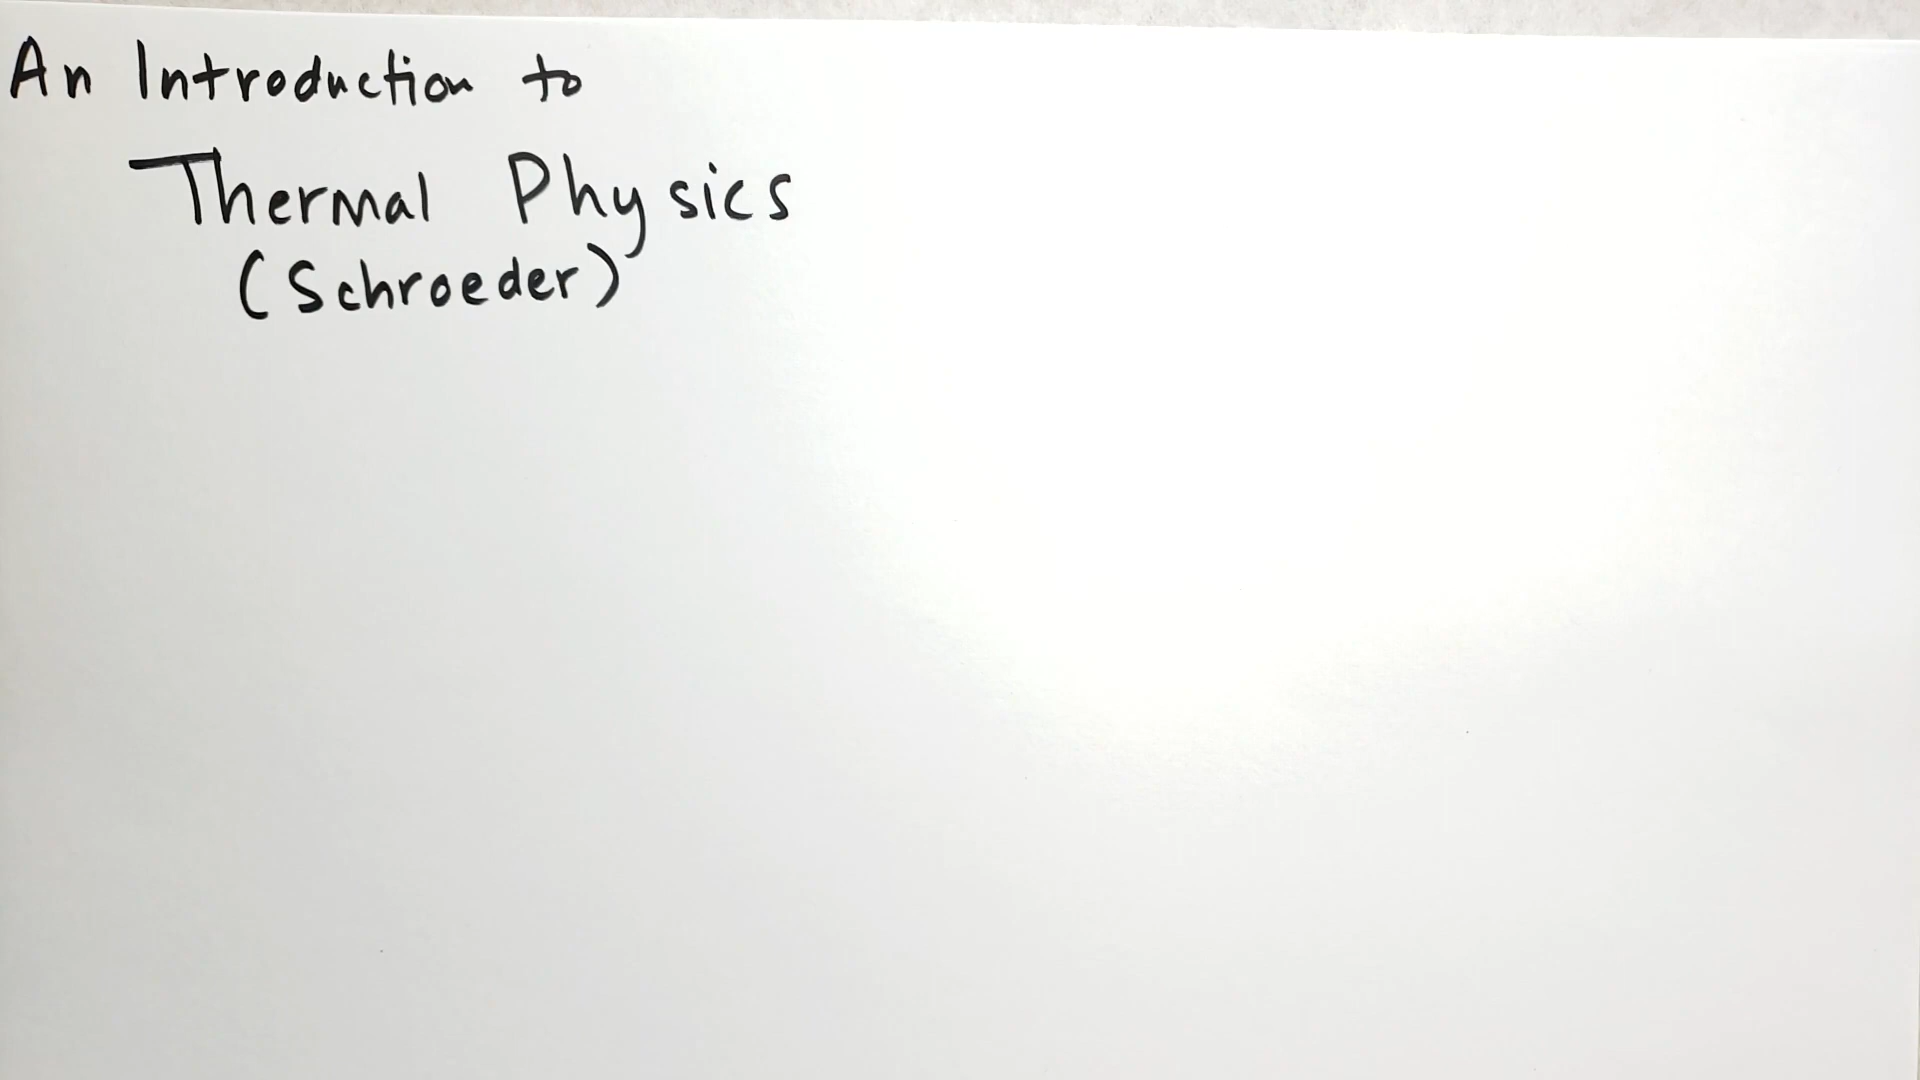 An Introduction to
Thermal Physics
(Schroeder)